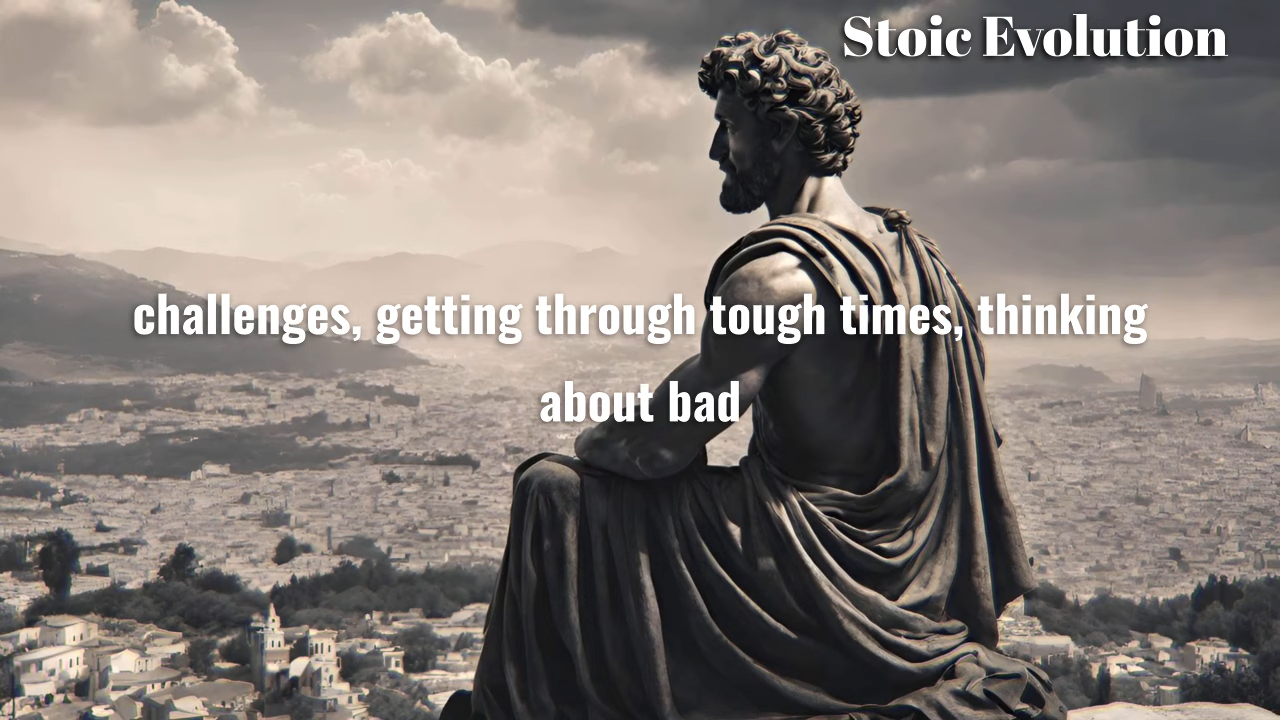 Stoic Evolution
challenges, getting through tough times, thinking
about bad